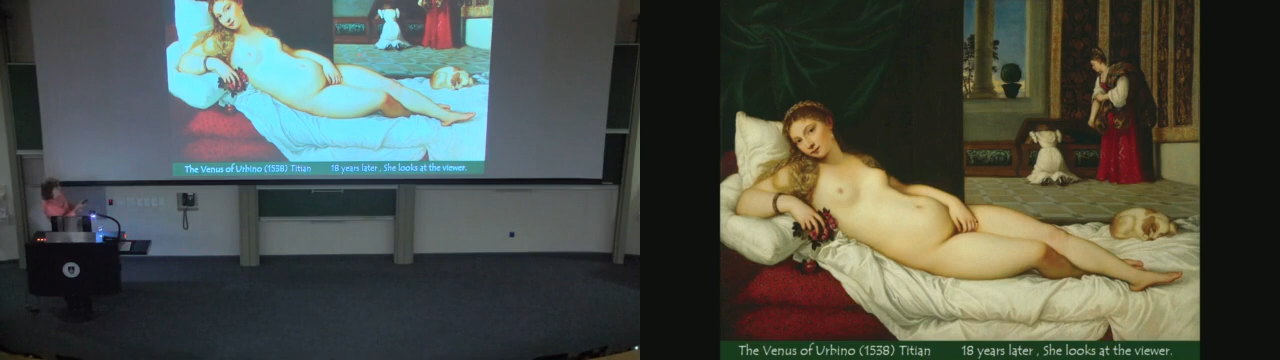 The Venus of Urbino (1538) Titian 18 years later , She looks at the viewer.
The Venus of Urbino (1538) Titian 18 years later , She looks at the viewer.